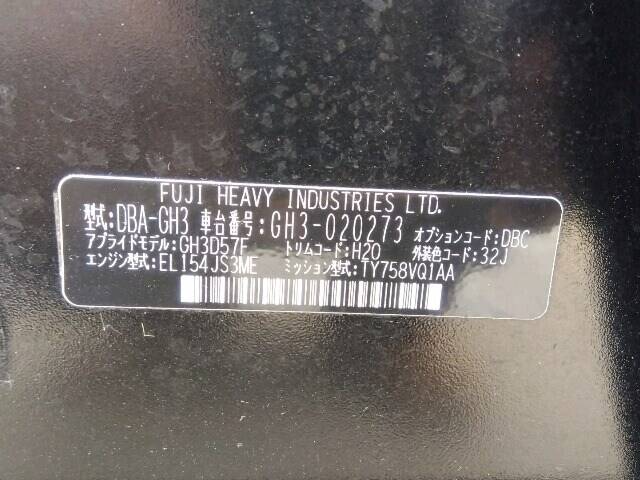 FUJI HEAVY INDUSTRIES LTD.
型式:DBA-GH3 車台番号:GH3-020273 オプションコード:DBC
アプライドモデル:GH3D57F トリムコード:H20 外装色コード:32J
エンジン型式:EL154JS3ME ミッション型式:TY758VQ1AA